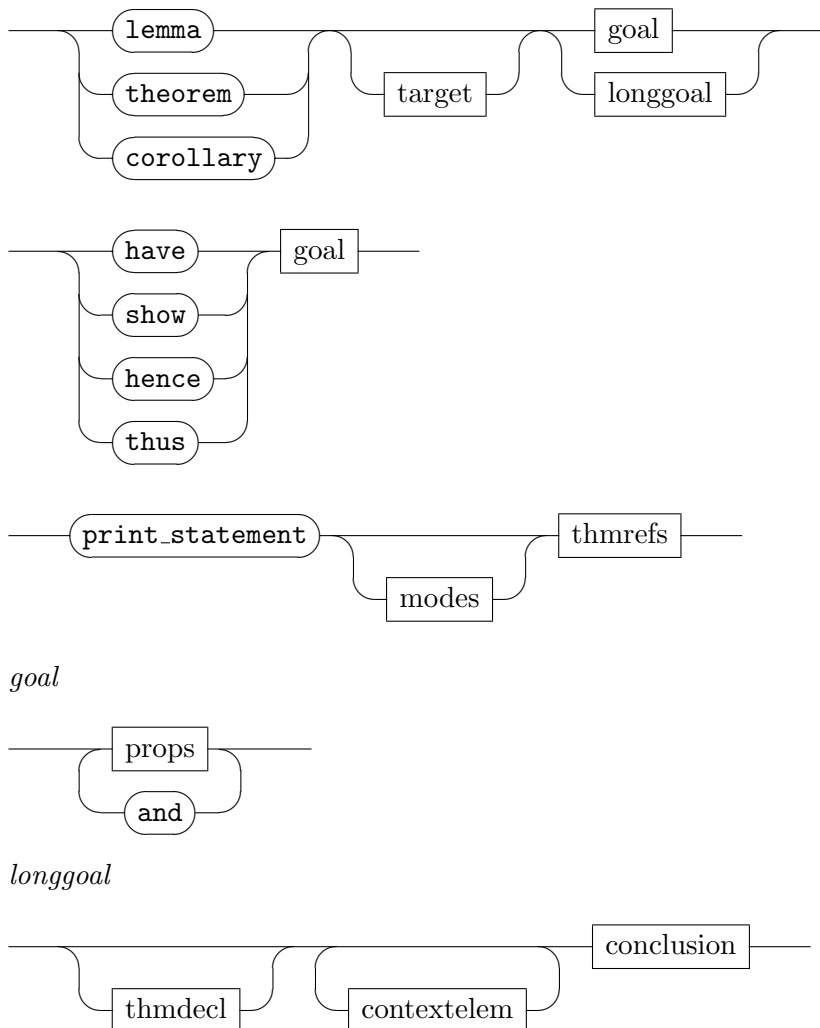 lemma goal
theorem target longgoal
corollary
have goal
show
hence
thus
print_statement thmrefs
modes
goal
props
and
longgoal
conclusion
thmdecl contextelem